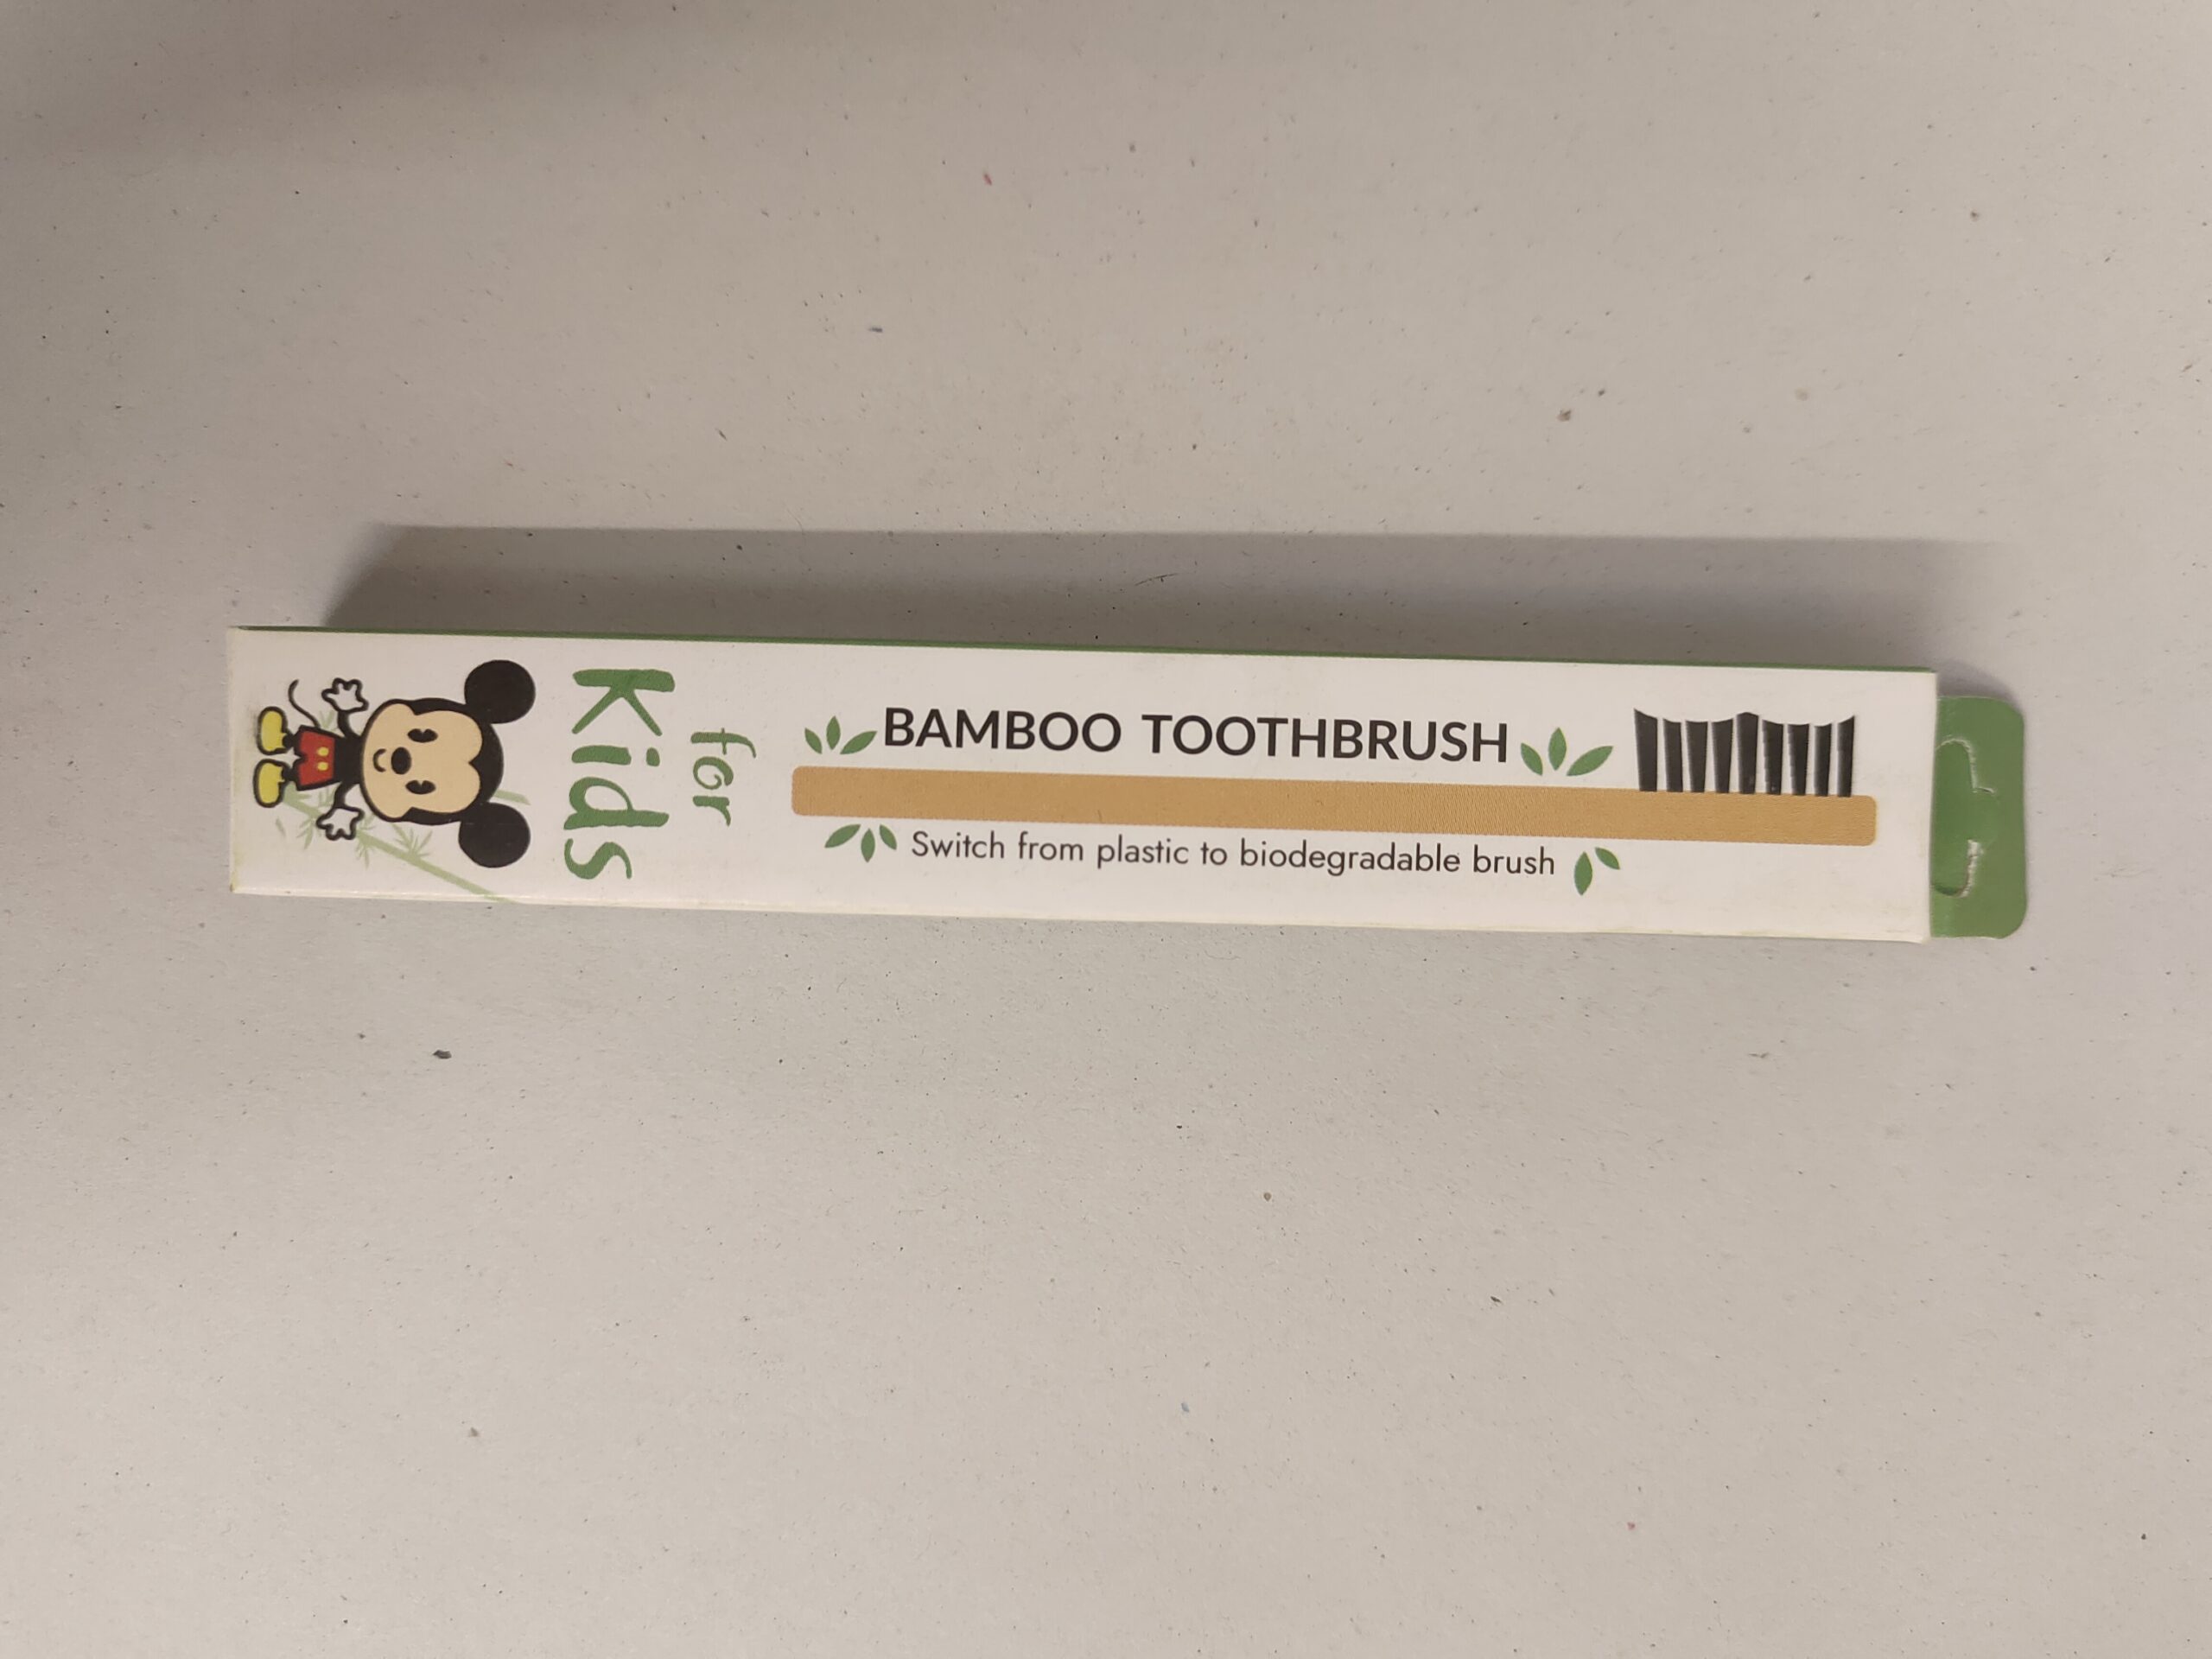 BAMBOO TOOTHBRUSH
Switch from plastic to biodegradable brush
for
Kids